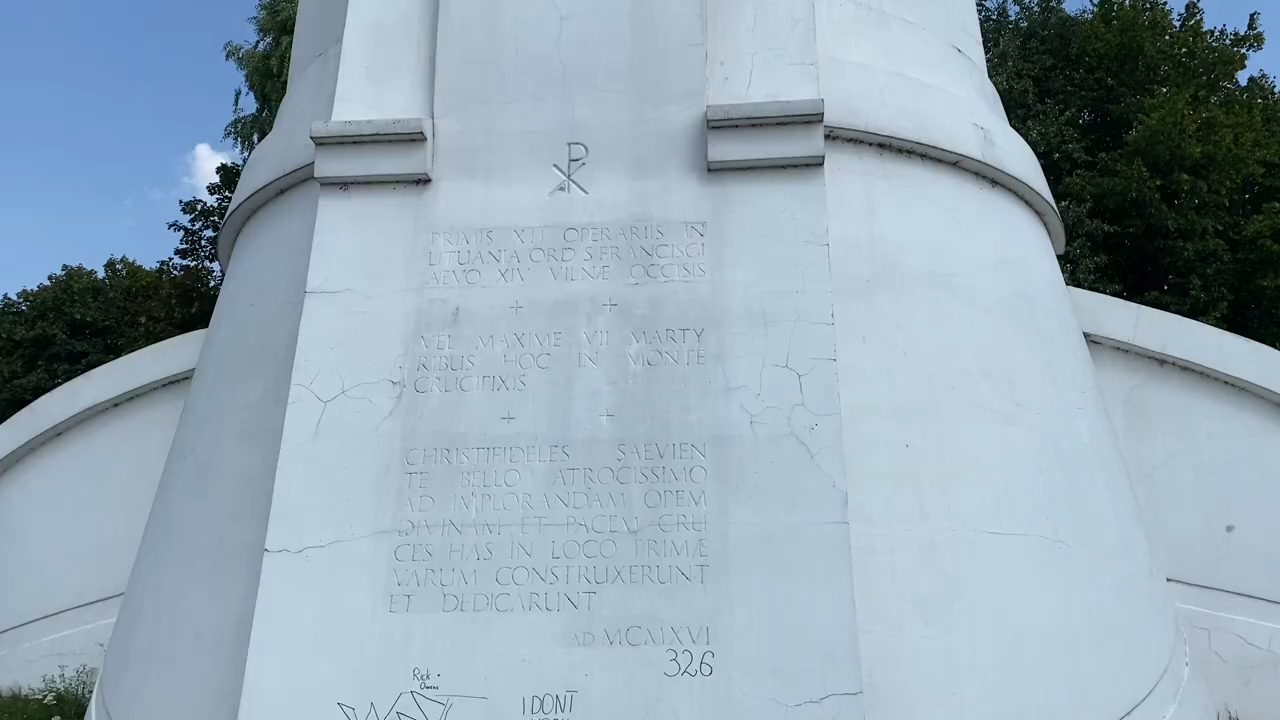 PRIMIS XII OPERARIIS IN
LITUANIA ORD S FRANCISCI
AEVO XIV VILNÆ OCCISIS
+ +
VEL MAXIME VII MARTY
RIBUS HOC IN MONTE
CRUCIFIXIS
+ +
CHRISTIFIDELES SAEVIEN
TE BELLO ATROCISSIMO
AD IMPLORANDAM OPEM
DIVINAM ET PACEM CRU
CES HAS IN LOCO PRIMÆ
VARUM CONSTRUXERUNT
ET DEDICARUNT
AD MCMXVI
326
Rick
Owens
I DONT